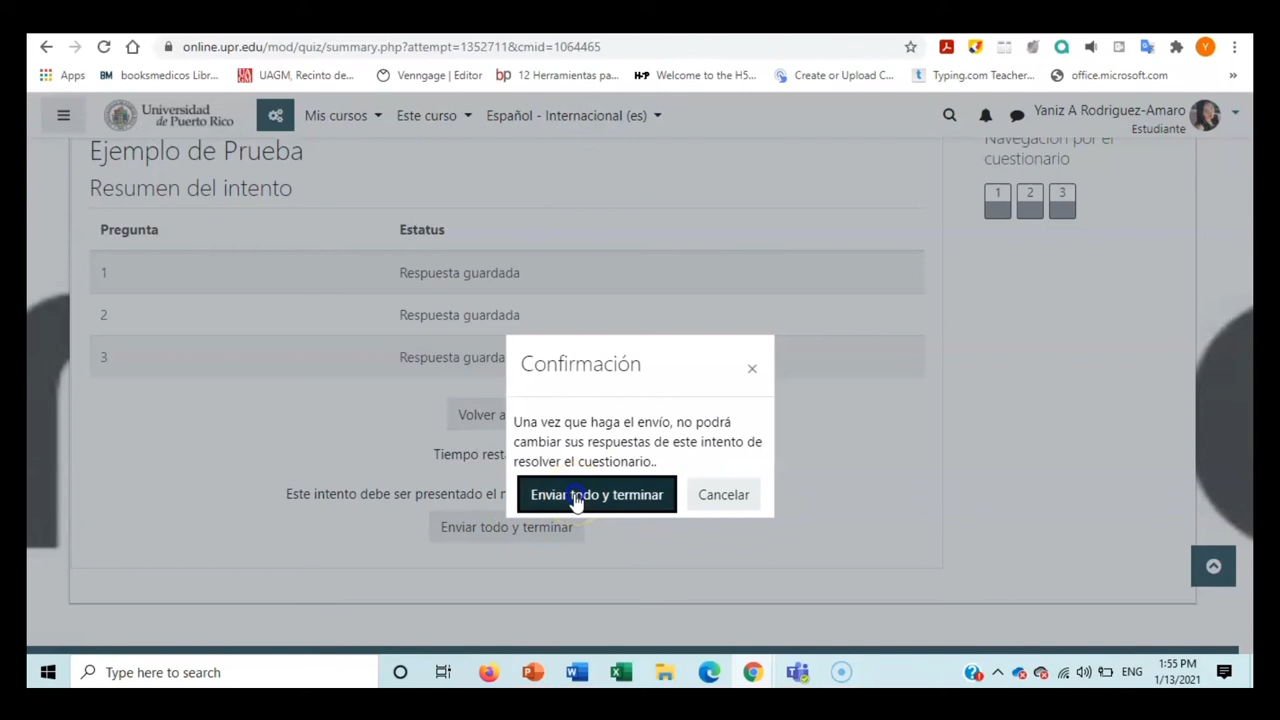 online.upr.edu/mod/quiz/summary.php?attempt=1352711&cmid=1064465
Y
Apps
BM booksmedicos Libr...
UAGM, Recinto de...
Venngage | Editor
bp 12 Herramientas pa...
H-P Welcome to the H5...
Create or Upload C...
t Typing.com Teacher...
office.microsoft.com
»
Universidad
de Puerto Rico
Mis cursos
Este curso
Español - Internacional (es)
Yaniz A Rodriguez-Amaro
Estudiante
Ejemplo de Prueba
Resumen del intento
Navegación por el
cuestionario
1 2 3
Pregunta Estatus
1 Respuesta guardada
2 Respuesta guardada
3 Respuesta guarda
Confirmación
×
Una vez que haga el envío, no podrá
cambiar sus respuestas de este intento de
resolver el cuestionario..
Enviar todo y terminar
Cancelar
Volver a
Tiempo rest
Este intento debe ser presentado el
Enviar todo y terminar
Type here to search
ENG
1:55 PM
1/13/2021